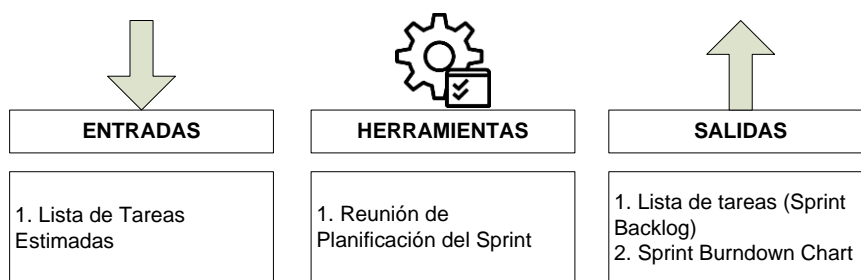 ENTRADAS
HERRAMIENTAS
SALIDAS
1. Lista de Tareas
Estimadas
1. Reunión de
Planificación del Sprint
1. Lista de tareas (Sprint
Backlog)
2. Sprint Burndown Chart